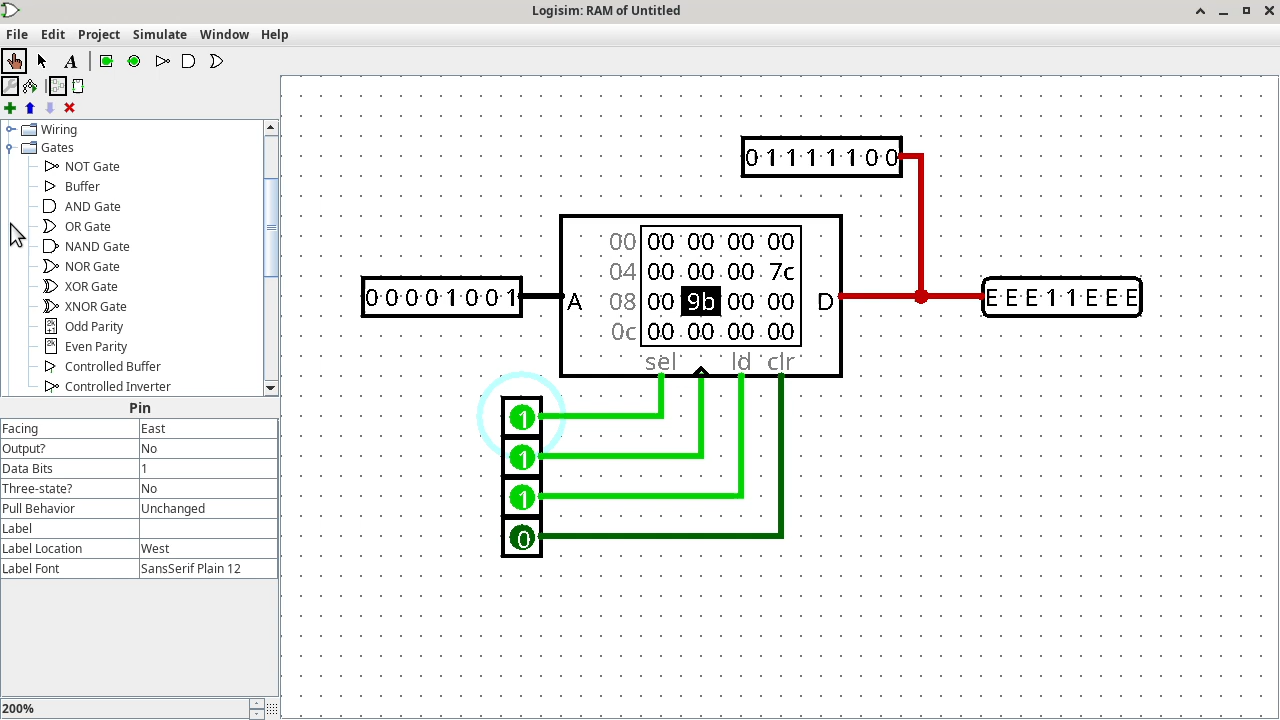 Logisim: RAM of Untitled
File Edit Project Simulate Window Help
A
Wiring
Gates
NOT Gate
Buffer
AND Gate
OR Gate
NAND Gate
NOR Gate
XOR Gate
XNOR Gate
Odd Parity
Even Parity
Controlled Buffer
Controlled Inverter
Pin
Facing East
Output? No
Data Bits 1
Three-state? No
Pull Behavior Unchanged
Label
Label Location West
Label Font SansSerif Plain 12
200%
0 1 1 1 1 1 0 0
00 00 00 00 00
04 00 00 00 7c
0 0 0 0 1 0 0 1 A 08 00 9b 00 00 D E E E 1 1 E E E
0c 00 00 00 00
sel ld clr
1
1
1
0